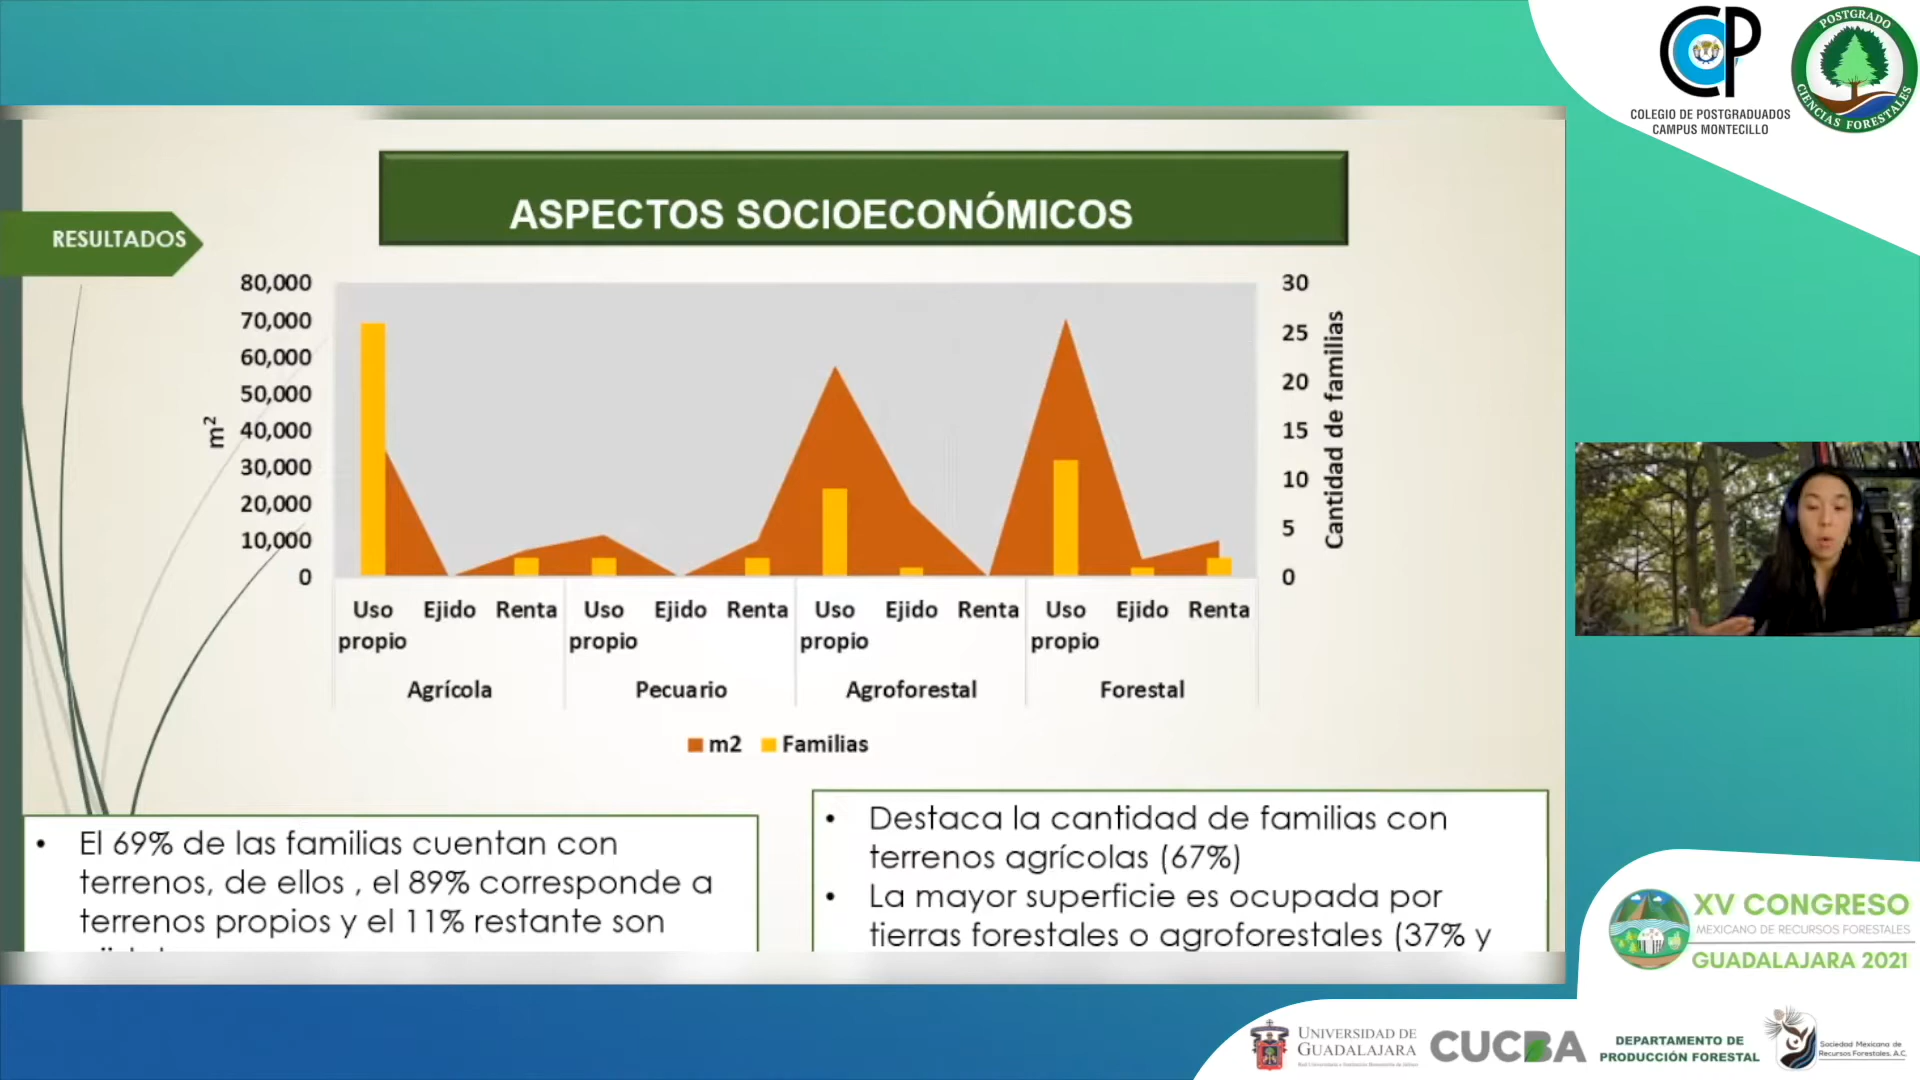 COLEGIO DE POSTGRADUADOS
CAMPUS MONTECILLO
POSTGRADO
CIENCIAS FORESTALES
ASPECTOS SOCIOECONÓMICOS
RESULTADOS
80,000
70,000
60,000
50,000
40,000
30,000
20,000
10,000
0
m²
30
25
20
15
10
5
0
Cantidad de familias
Uso propio Ejido Renta Uso propio Ejido Renta Uso propio Ejido Renta Uso propio Ejido Renta
Agrícola Pecuario Agroforestal Forestal
m2 Familias
• El 69% de las familias cuentan con
terrenos, de ellos , el 89% corresponde a
terrenos propios y el 11% restante son
• Destaca la cantidad de familias con
terrenos agrícolas (67%)
• La mayor superficie es ocupada por
tierras forestales o agroforestales (37% y
XV CONGRESO
MEXICANO DE RECURSOS FORESTALES
GUADALAJARA 2021
UNIVERSIDAD DE
GUADALAJARA
CUCBA
DEPARTAMENTO DE
PRODUCCIÓN FORESTAL
Sociedad Mexicana de
Recursos Forestales, A.C.